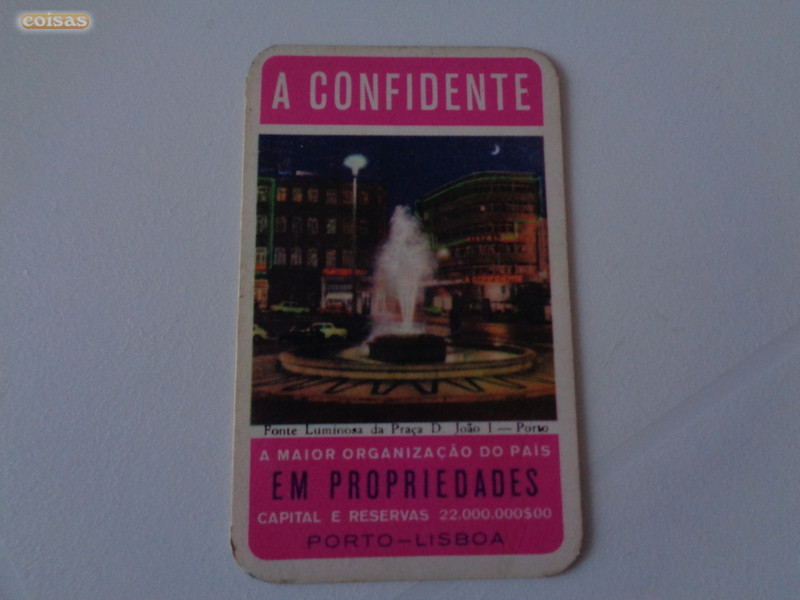 coisas
A CONFIDENTE
Fonte Luminosa da Praça D. João I — Porto
A MAIOR ORGANIZAÇÃO DO PAÍS
EM PROPRIEDADES
CAPITAL E RESERVAS 22.000.000$00
PORTO–LISBOA